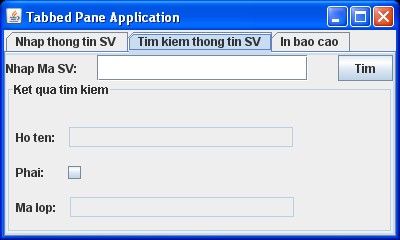 Tabbed Pane Application
Nhap thong tin SV Tim kiem thong tin SV In bao cao
Nhap Ma SV: Tim
Ket qua tim kiem
Ho ten:
Phai:
Ma lop: